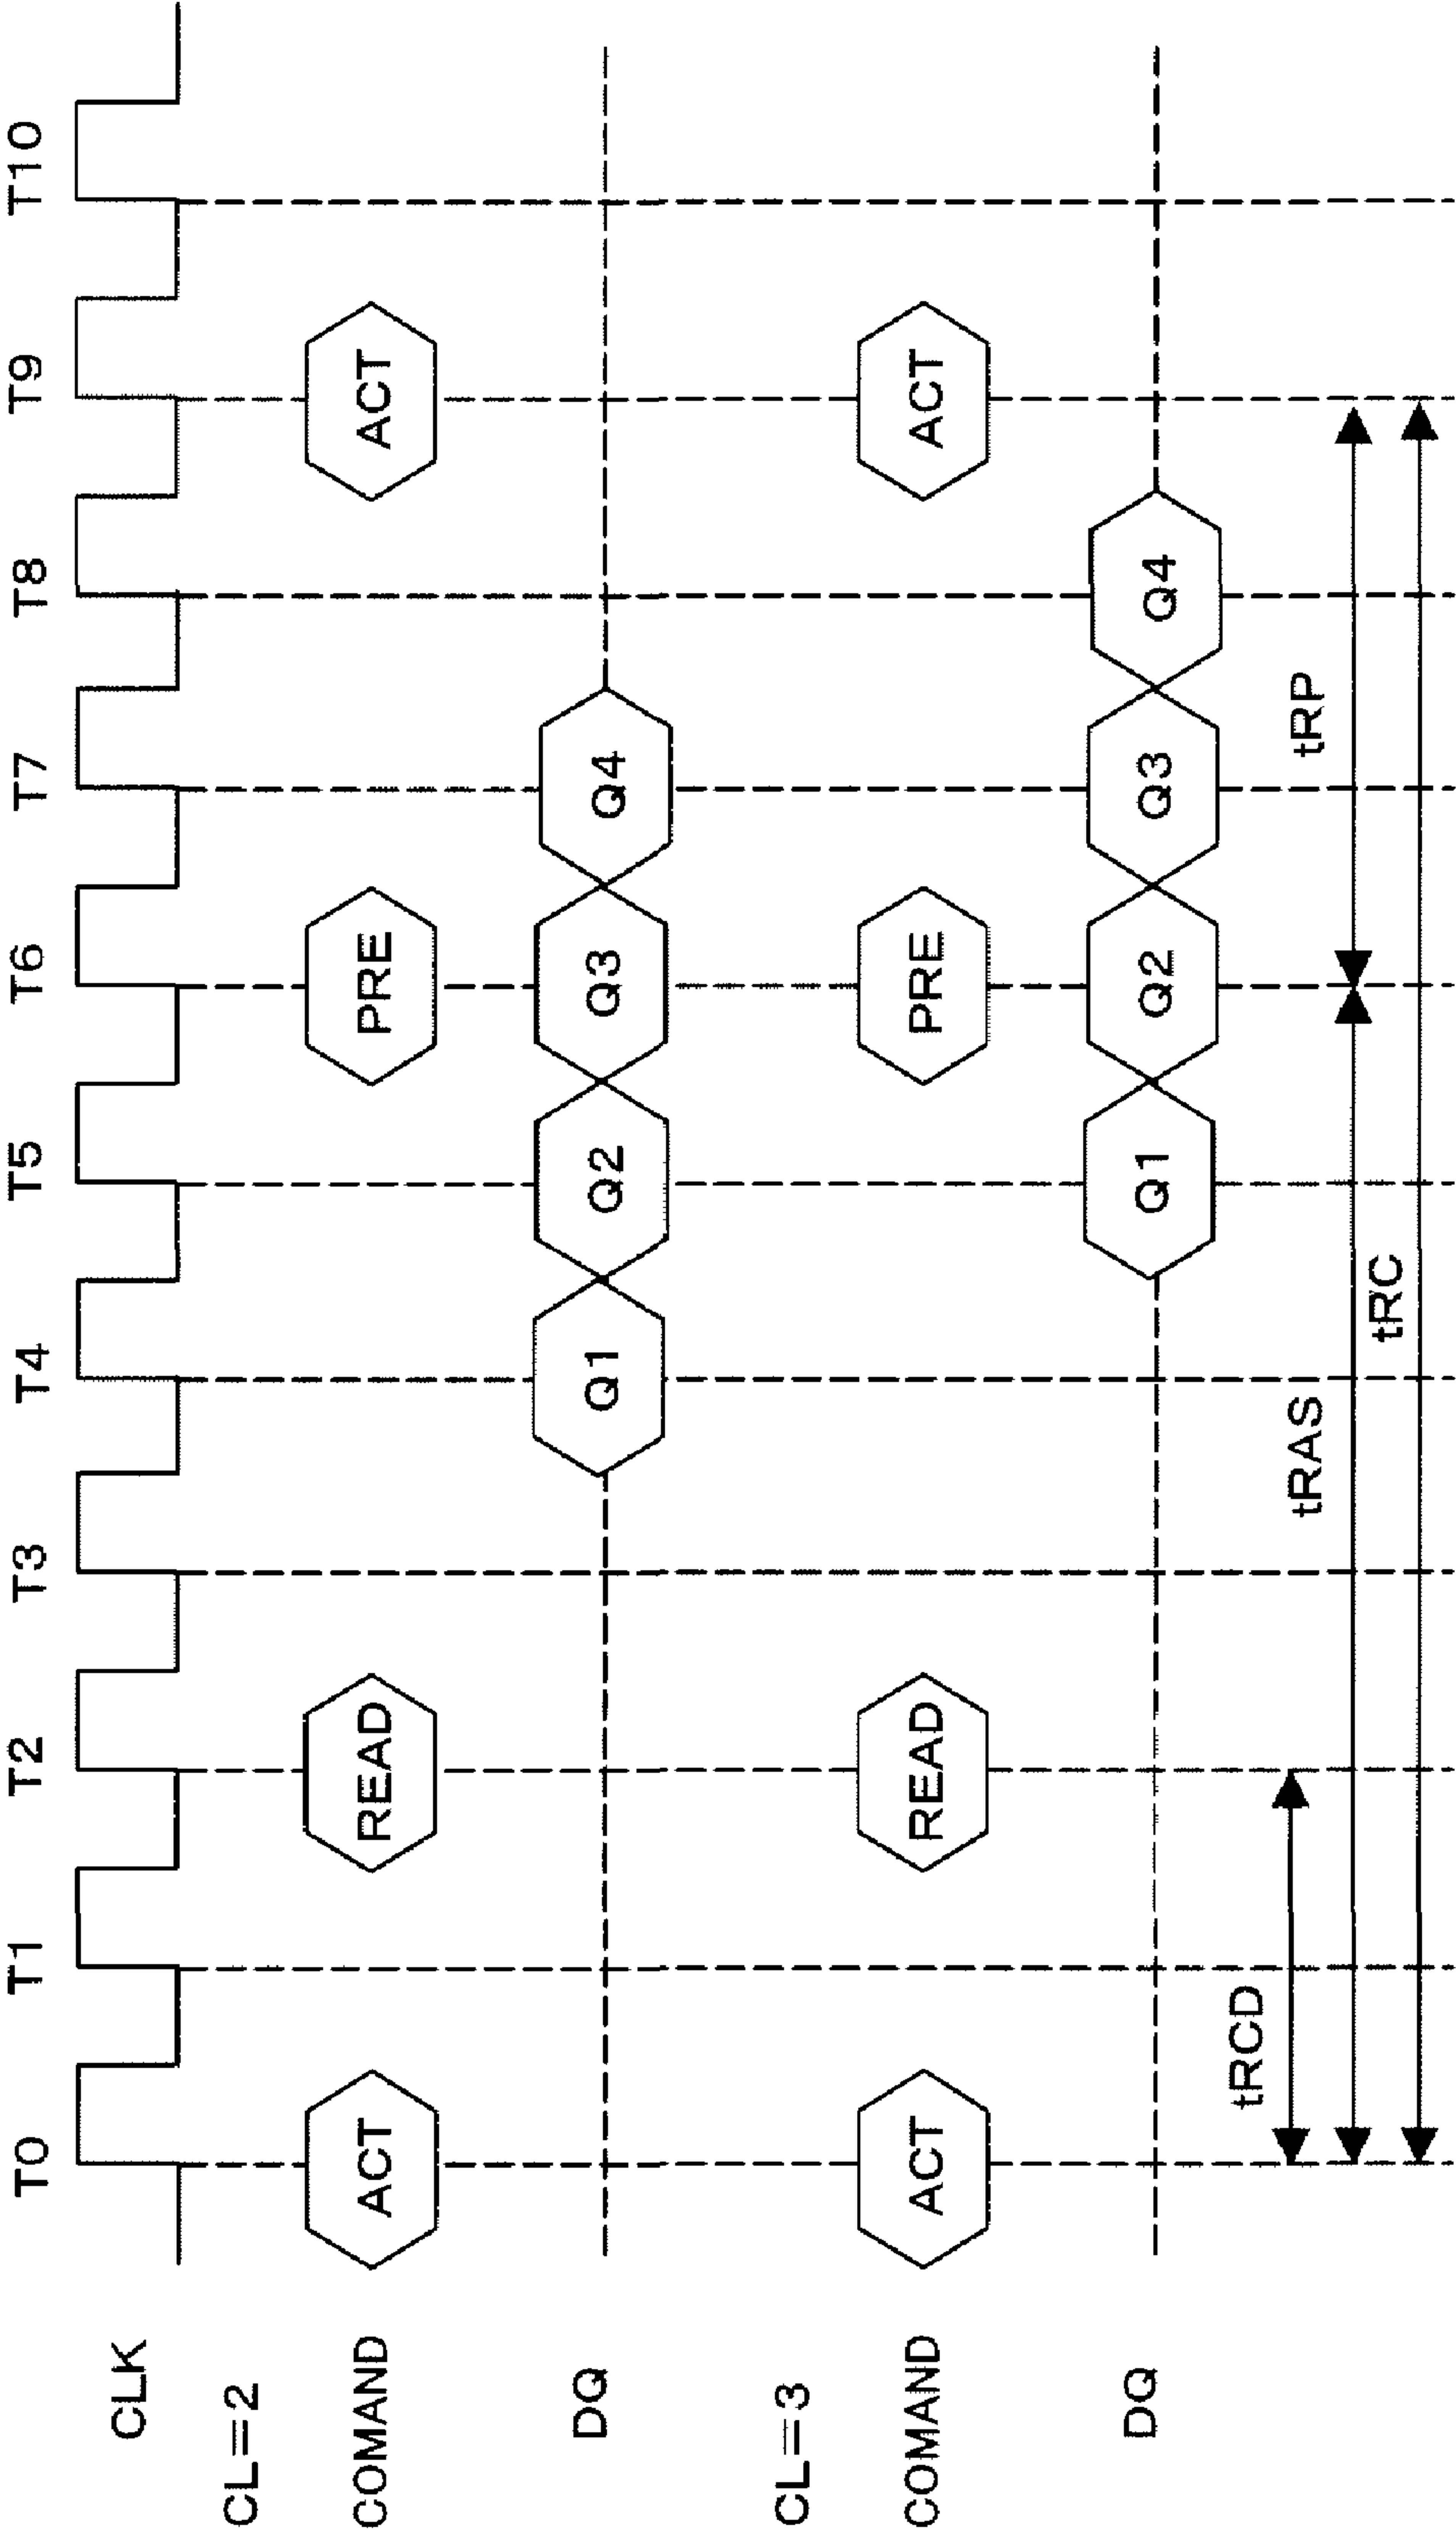 T0 T1 T2 T3 T4 T5 T6 T7 T8 T9 T10
CLK
CL=2
COMAND ACT READ PRE ACT
DQ Q1 Q2 Q3 Q4
CL=3
COMAND ACT READ PRE ACT
DQ Q1 Q2 Q3 Q4
tRCD
tRAS tRP
tRC